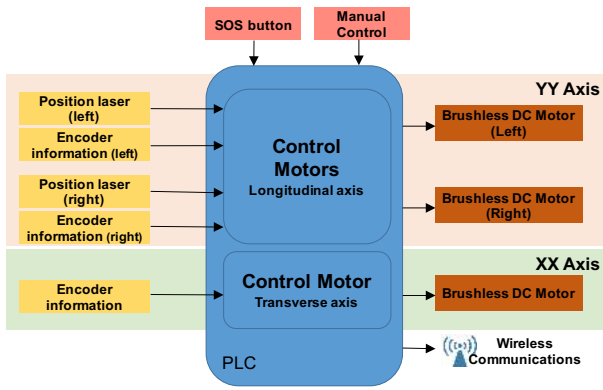 SOS button
Manual
Control
YY Axis
Position laser
(left)
Encoder
information (left)
Position laser
(right)
Encoder
information (right)
Control
Motors
Longitudinal axis
Brushless DC Motor
(Left)
Brushless DC Motor
(Right)
XX Axis
Encoder
information
Control Motor
Transverse axis
Brushless DC Motor
PLC
Wireless
Communications